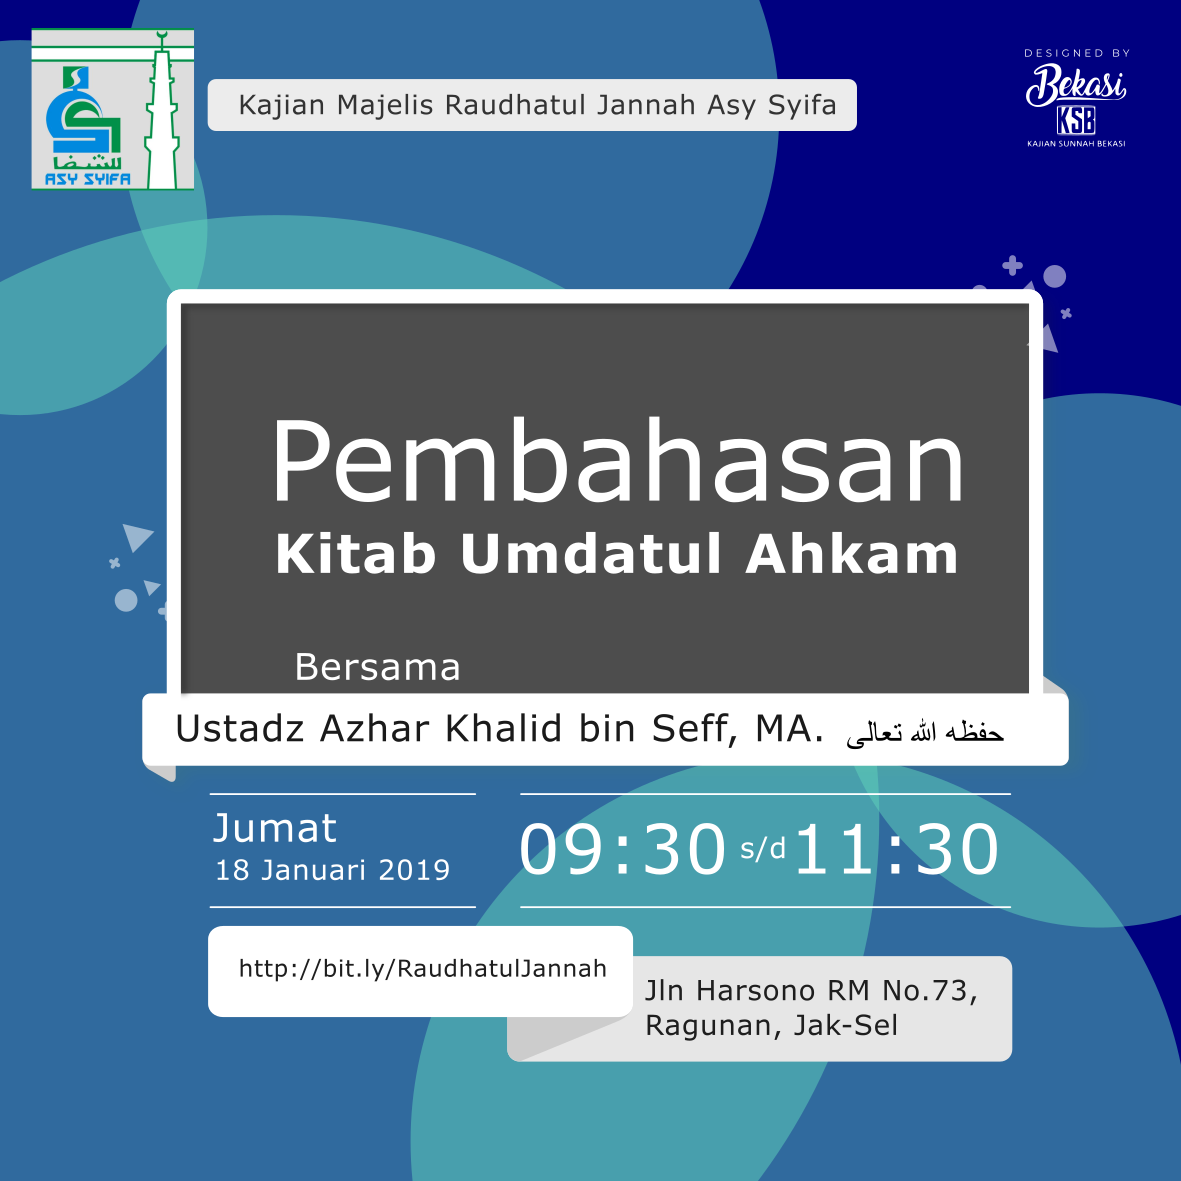 للشفا
ASY SYIFA
Kajian Majelis Raudhatul Jannah Asy Syifa
DESIGNED BY
Bekasi
KSB
KAJIAN SUNNAH BEKASI
Pembahasan
Kitab Umdatul Ahkam
Bersama
Ustadz Azhar Khalid bin Seff, MA. حفظه الله تعالى
Jumat
18 Januari 2019
09:30 s/d 11:30
http://bit.ly/RaudhatulJannah
Jln Harsono RM No.73,
Ragunan, Jak-Sel